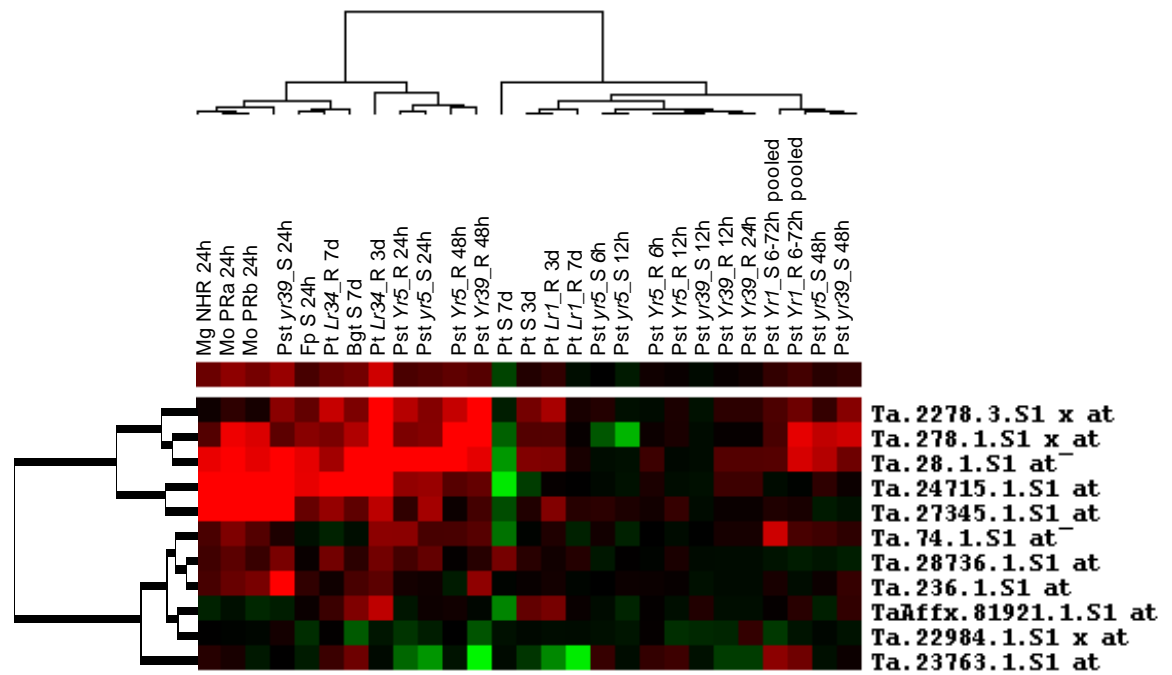 Mg NHR 24h
Mo PRa 24h
Mo PRb 24h
Pst yr39_S 24h
Fp S 24h
Pt Lr34_R 7d
Bgt S 7d
Pt Lr34_R 3d
Pst Yr5_R 24h
Pst yr5_S 24h
Pst Yr5_R 48h
Pst Yr39_R 48h
Pt S 7d
Pt S 3d
Pt Lr1_R 3d
Pt Lr1_R 7d
Pst yr5_S 6h
Pst yr5_S 12h
Pst Yr5_R 6h
Pst Yr5_R 12h
Pst yr39_S 12h
Pst Yr39_R 12h
Pst Yr39_R 24h
Pst Yr1_S 6-72h pooled
Pst Yr1_R 6-72h pooled
Pst yr5_S 48h
Pst yr39_S 48h
Ta.2278.3.S1 x at
Ta.278.1.S1 x at
Ta.28.1.S1 at
Ta.24715.1.S1 at
Ta.27345.1.S1 at
Ta.74.1.S1 at
Ta.28736.1.S1 at
Ta.236.1.S1 at
TaAffx.81921.1.S1 at
Ta.22984.1.S1 x at
Ta.23763.1.S1 at